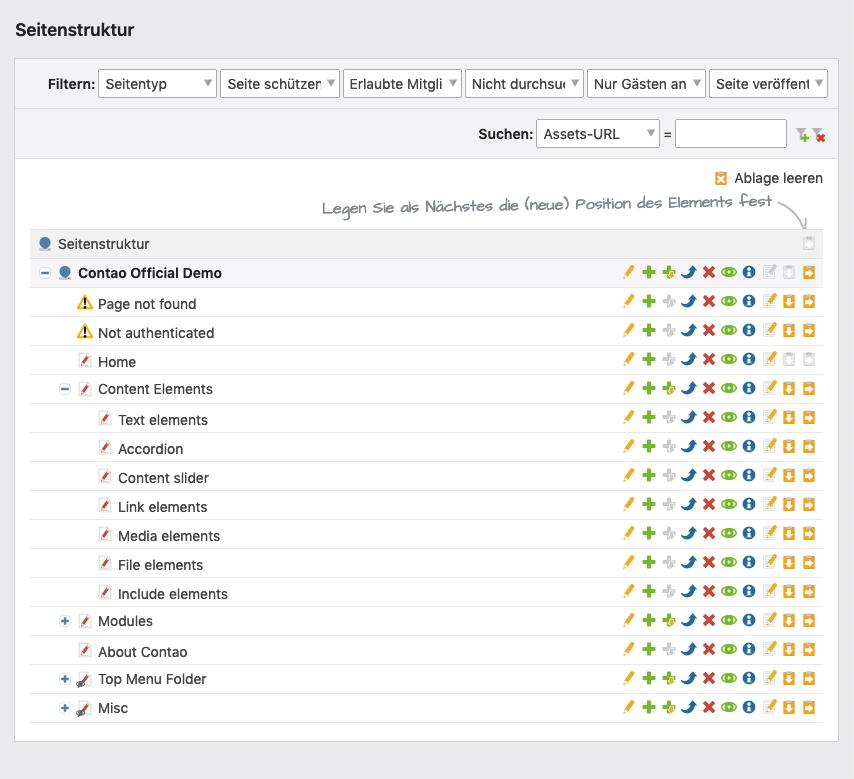 Seitenstruktur
Filtern: Seitentyp Seite schützen Erlaubte Mitgli Nicht durchsu Nur Gästen an Seite veröffent
Suchen: Assets-URL =
Ablage leeren
Legen Sie als Nächstes die (neue) Position des Elements fest
Seitenstruktur
Contao Official Demo
Page not found
Not authenticated
Home
Content Elements
Text elements
Accordion
Content slider
Link elements
Media elements
File elements
Include elements
Modules
About Contao
Top Menu Folder
Misc